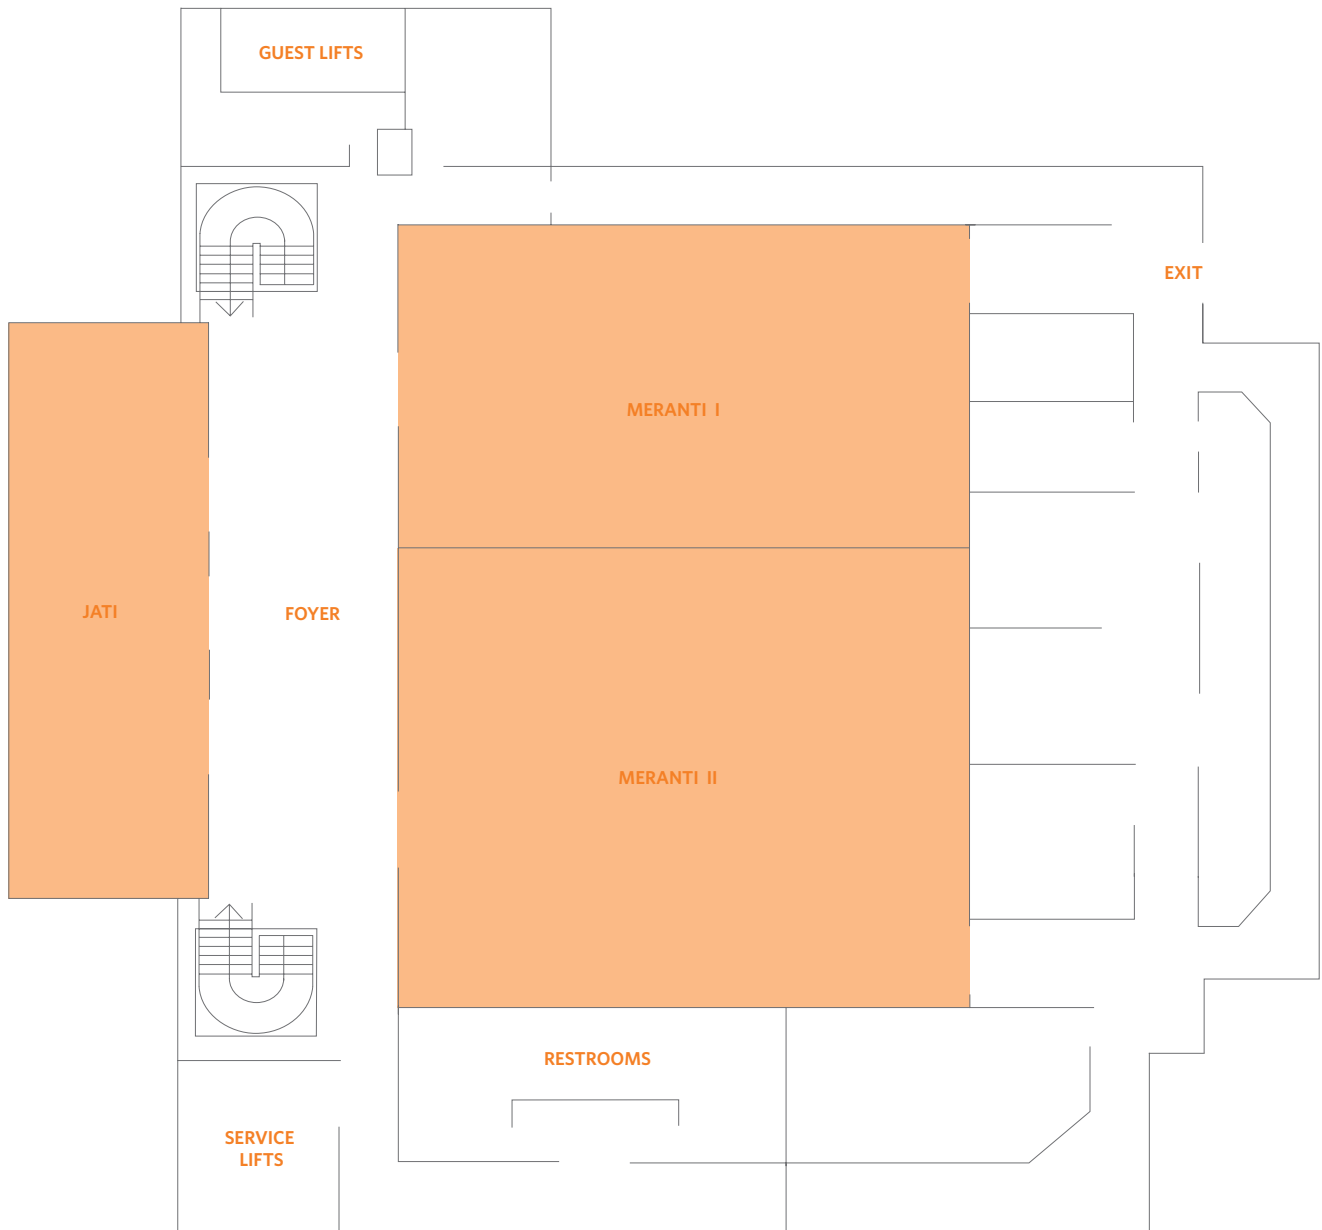 GUEST LIFTS
EXIT
MERANTI I
JATI
FOYER
MERANTI II
RESTROOMS
SERVICE
LIFTS